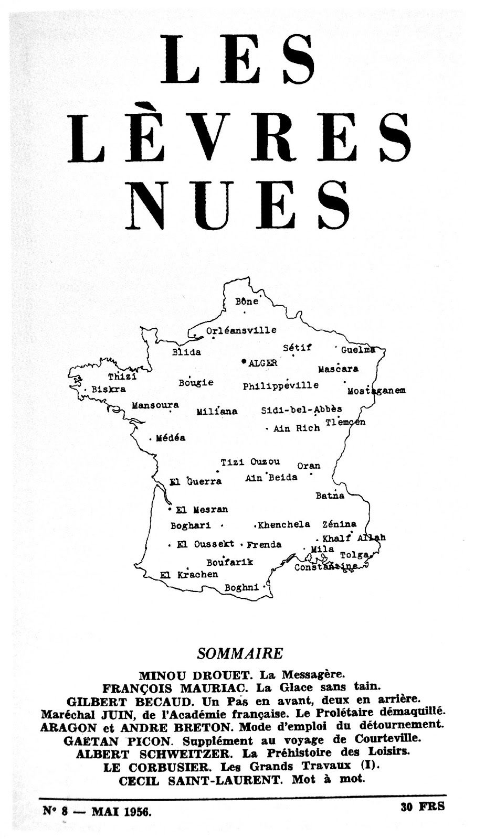 LES
LÈVRES
NUES
Bône
Orléansville
Blida
Sétif
Guelma
ALGER
Mascara
Thizi
Biskra
Bougie
Philippeville
Mostaganem
Mansoura
Miliana
Sidi-bel-Abbès
Ain Rich
Tlemcen
Médéa
Tizi Ouzou
Oran
El Guerra
Ain Beida
Batna
El Mesran
Boghari
Khenchela
Zénina
El Oussekt
Frenda
Khalf Allah
Mila
Tolga
Boufarik
Constantine
El Krachen
Boghni
SOMMAIRE
MINOU DROUET. La Messagère.
FRANÇOIS MAURIAC. La Glace sans tain.
GILBERT BECAUD. Un Pas en avant, deux en arrière.
Maréchal JUIN, de l'Académie française. Le Prolétaire démaquillé.
ARAGON et ANDRE BRETON. Mode d'emploi du détournement.
GAETAN PICON. Supplément au voyage de Courteville.
ALBERT SCHWEITZER. La Préhistoire des Loisirs.
LE CORBUSIER. Les Grands Travaux (I).
CECIL SAINT-LAURENT. Mot à mot.
N° 8 — MAI 1956.
30 FRS